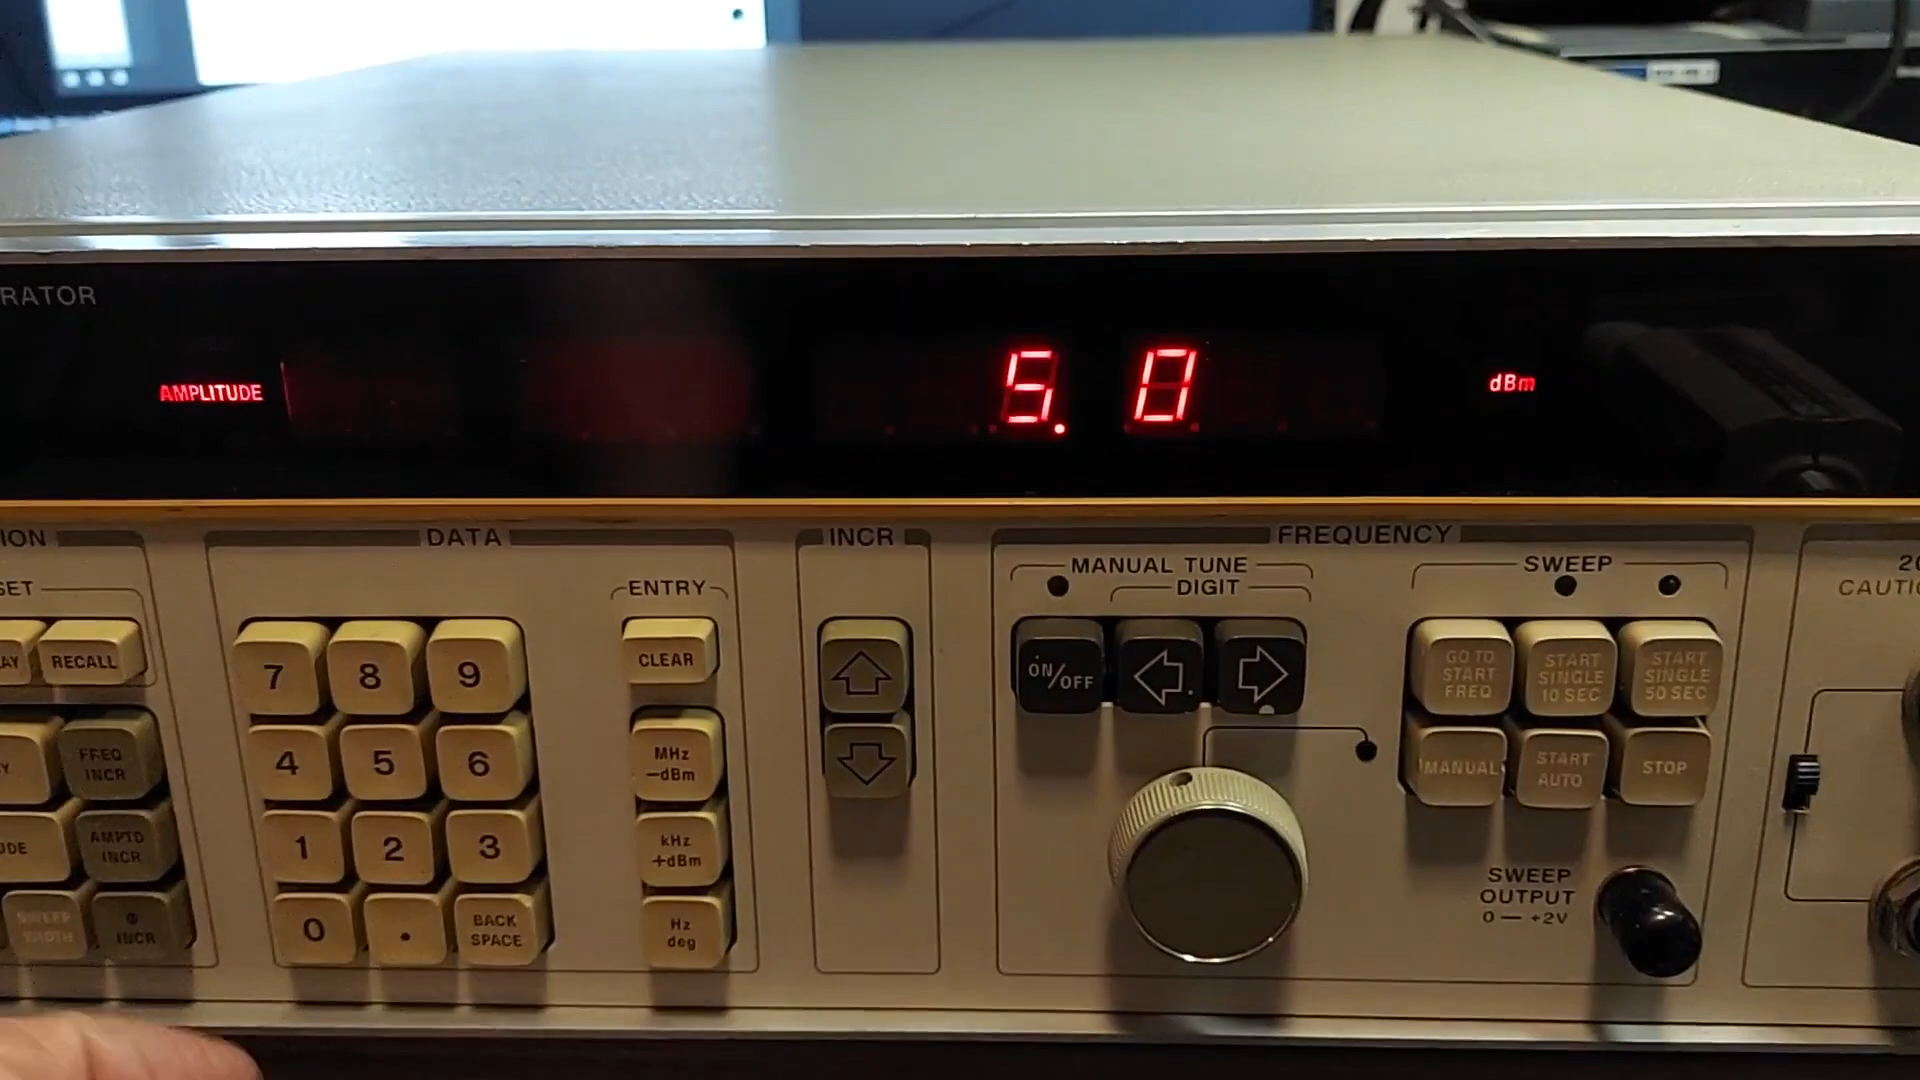 RATOR
AMPLITUDE
5.0
dBm
ION
DATA
INCR
FREQUENCY
SET
ENTRY
MANUAL TUNE
DIGIT
SWEEP
20
CAUTIO
AY
RECALL
7
8
9
CLEAR
ON/OFF
GO TO
START
FREQ
START
SINGLE
10 SEC
START
SINGLE
50 SEC
Y
FREQ
INCR
4
5
6
MHz
-dBm
MANUAL
START
AUTO
STOP
UDE
AMPTD
INCR
1
2
3
kHz
+dBm
SWEEP
WIDTH
INCR
0
.
BACK
SPACE
Hz
deg
SWEEP
OUTPUT
0 — +2V